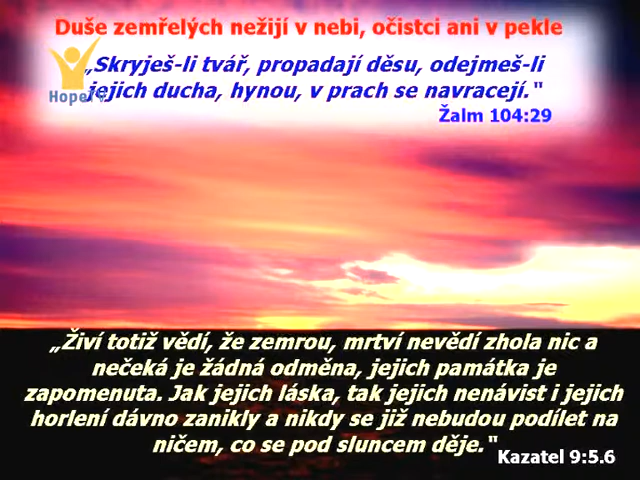 Duše zemřelých nežijí v nebi, očistci ani v pekle
„Skryješ-li tvář, propadají děsu, odejmeš-li
jejich ducha, hynou, v prach se navracejí."
HopeTV
Žalm 104:29
„Živí totiž vědí, že zemrou, mrtví nevědí zhola nic a
nečeká je žádná odměna, jejich památka je
zapomenuta. Jak jejich láska, tak jejich nenávist i jejich
horlení dávno zanikly a nikdy se již nebudou podílet na
ničem, co se pod sluncem děje."
Kazatel 9:5.6